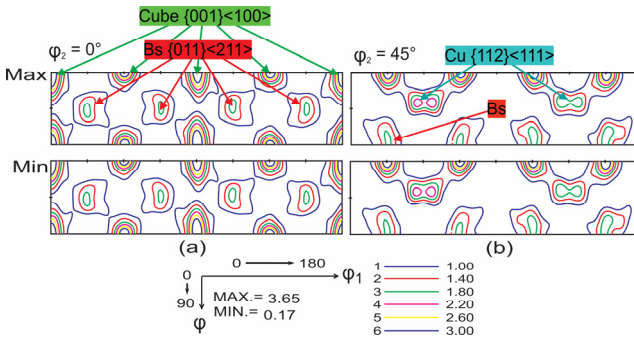 Cube {001}<100>
φ2 = 0°
Bs {011}<211>
φ2 = 45°
Cu {112}<111>
Max
Bs
Min
(a)
(b)
0 180
φ1
0
90
φ
MAX.= 3.65
MIN.= 0.17
1 1.00
2 1.40
3 1.80
4 2.20
5 2.60
6 3.00